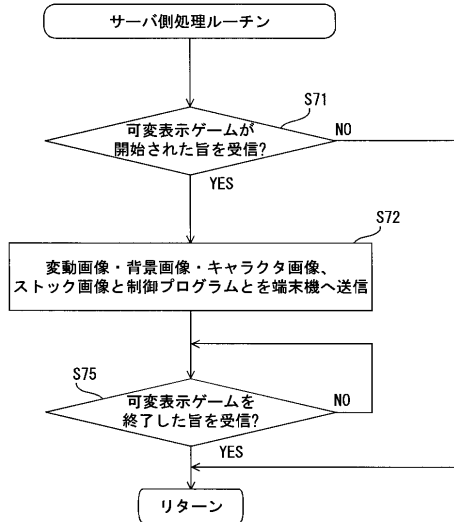 サーバ側処理ルーチン
S71
可変表示ゲームが
開始された旨を受信?
NO
YES
S72
変動画像・背景画像・キャラクタ画像、
ストック画像と制御プログラムとを端末機へ送信
S75
可変表示ゲームを
終了した旨を受信?
NO
YES
リターン